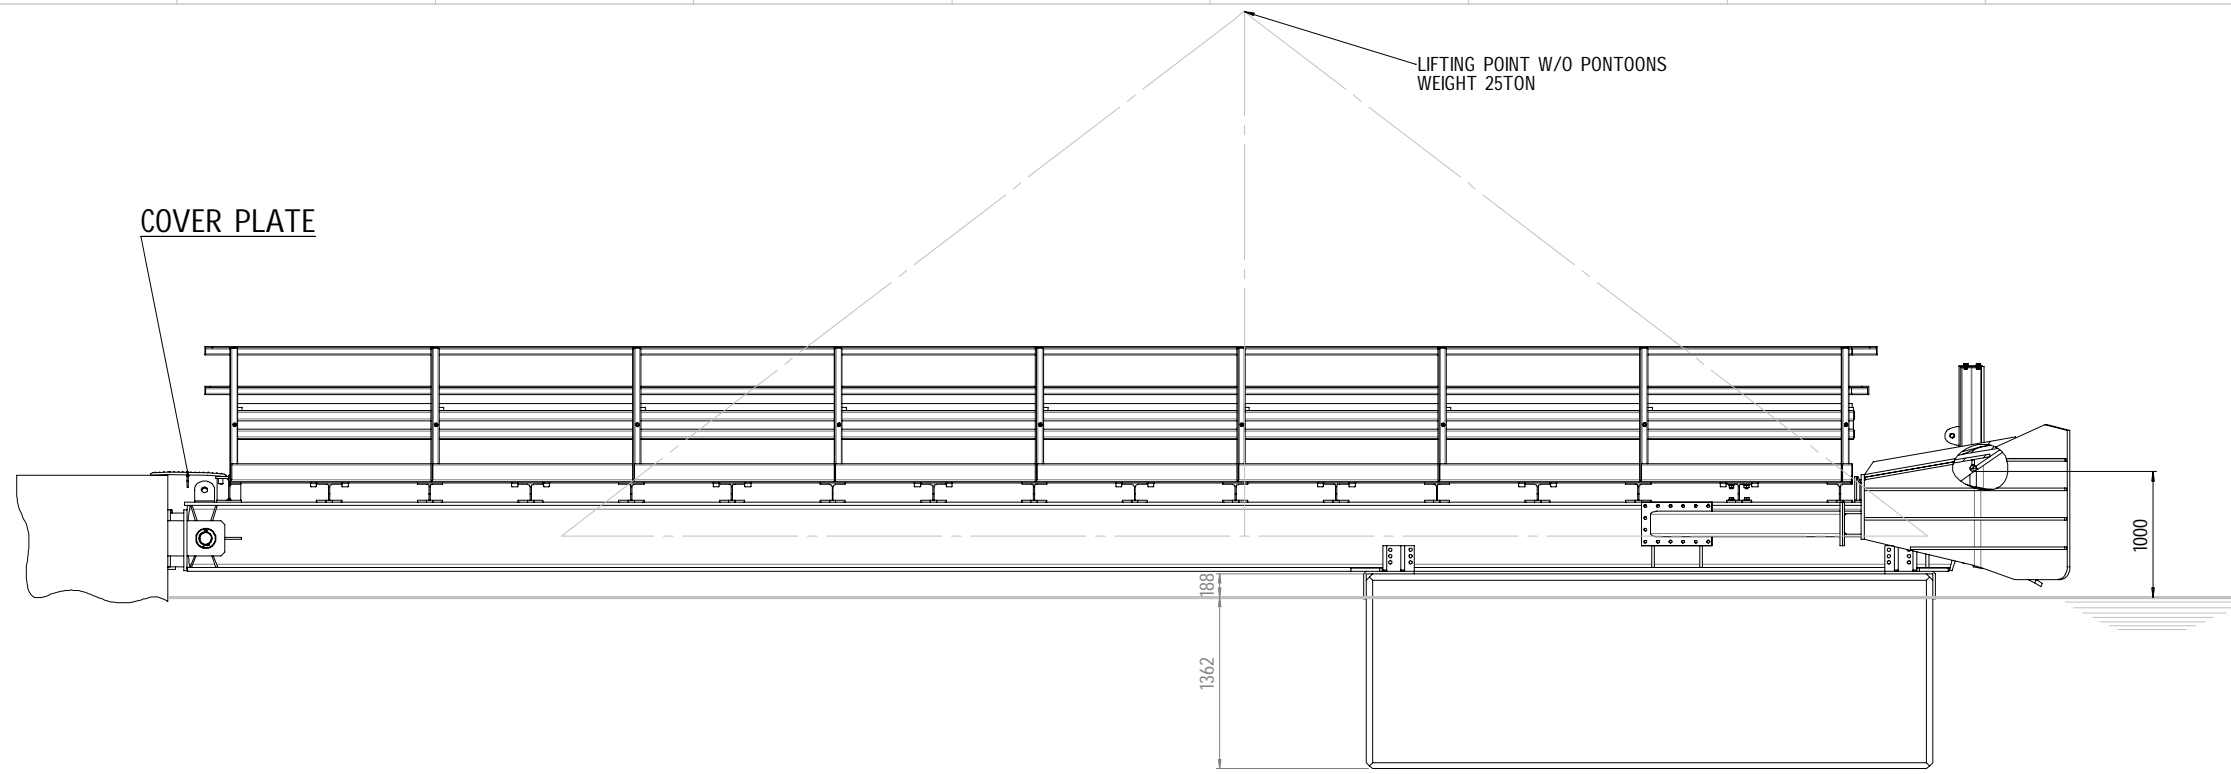 LIFTING POINT W/O PONTOONS
WEIGHT 25TON
COVER PLATE
1000
188
1362